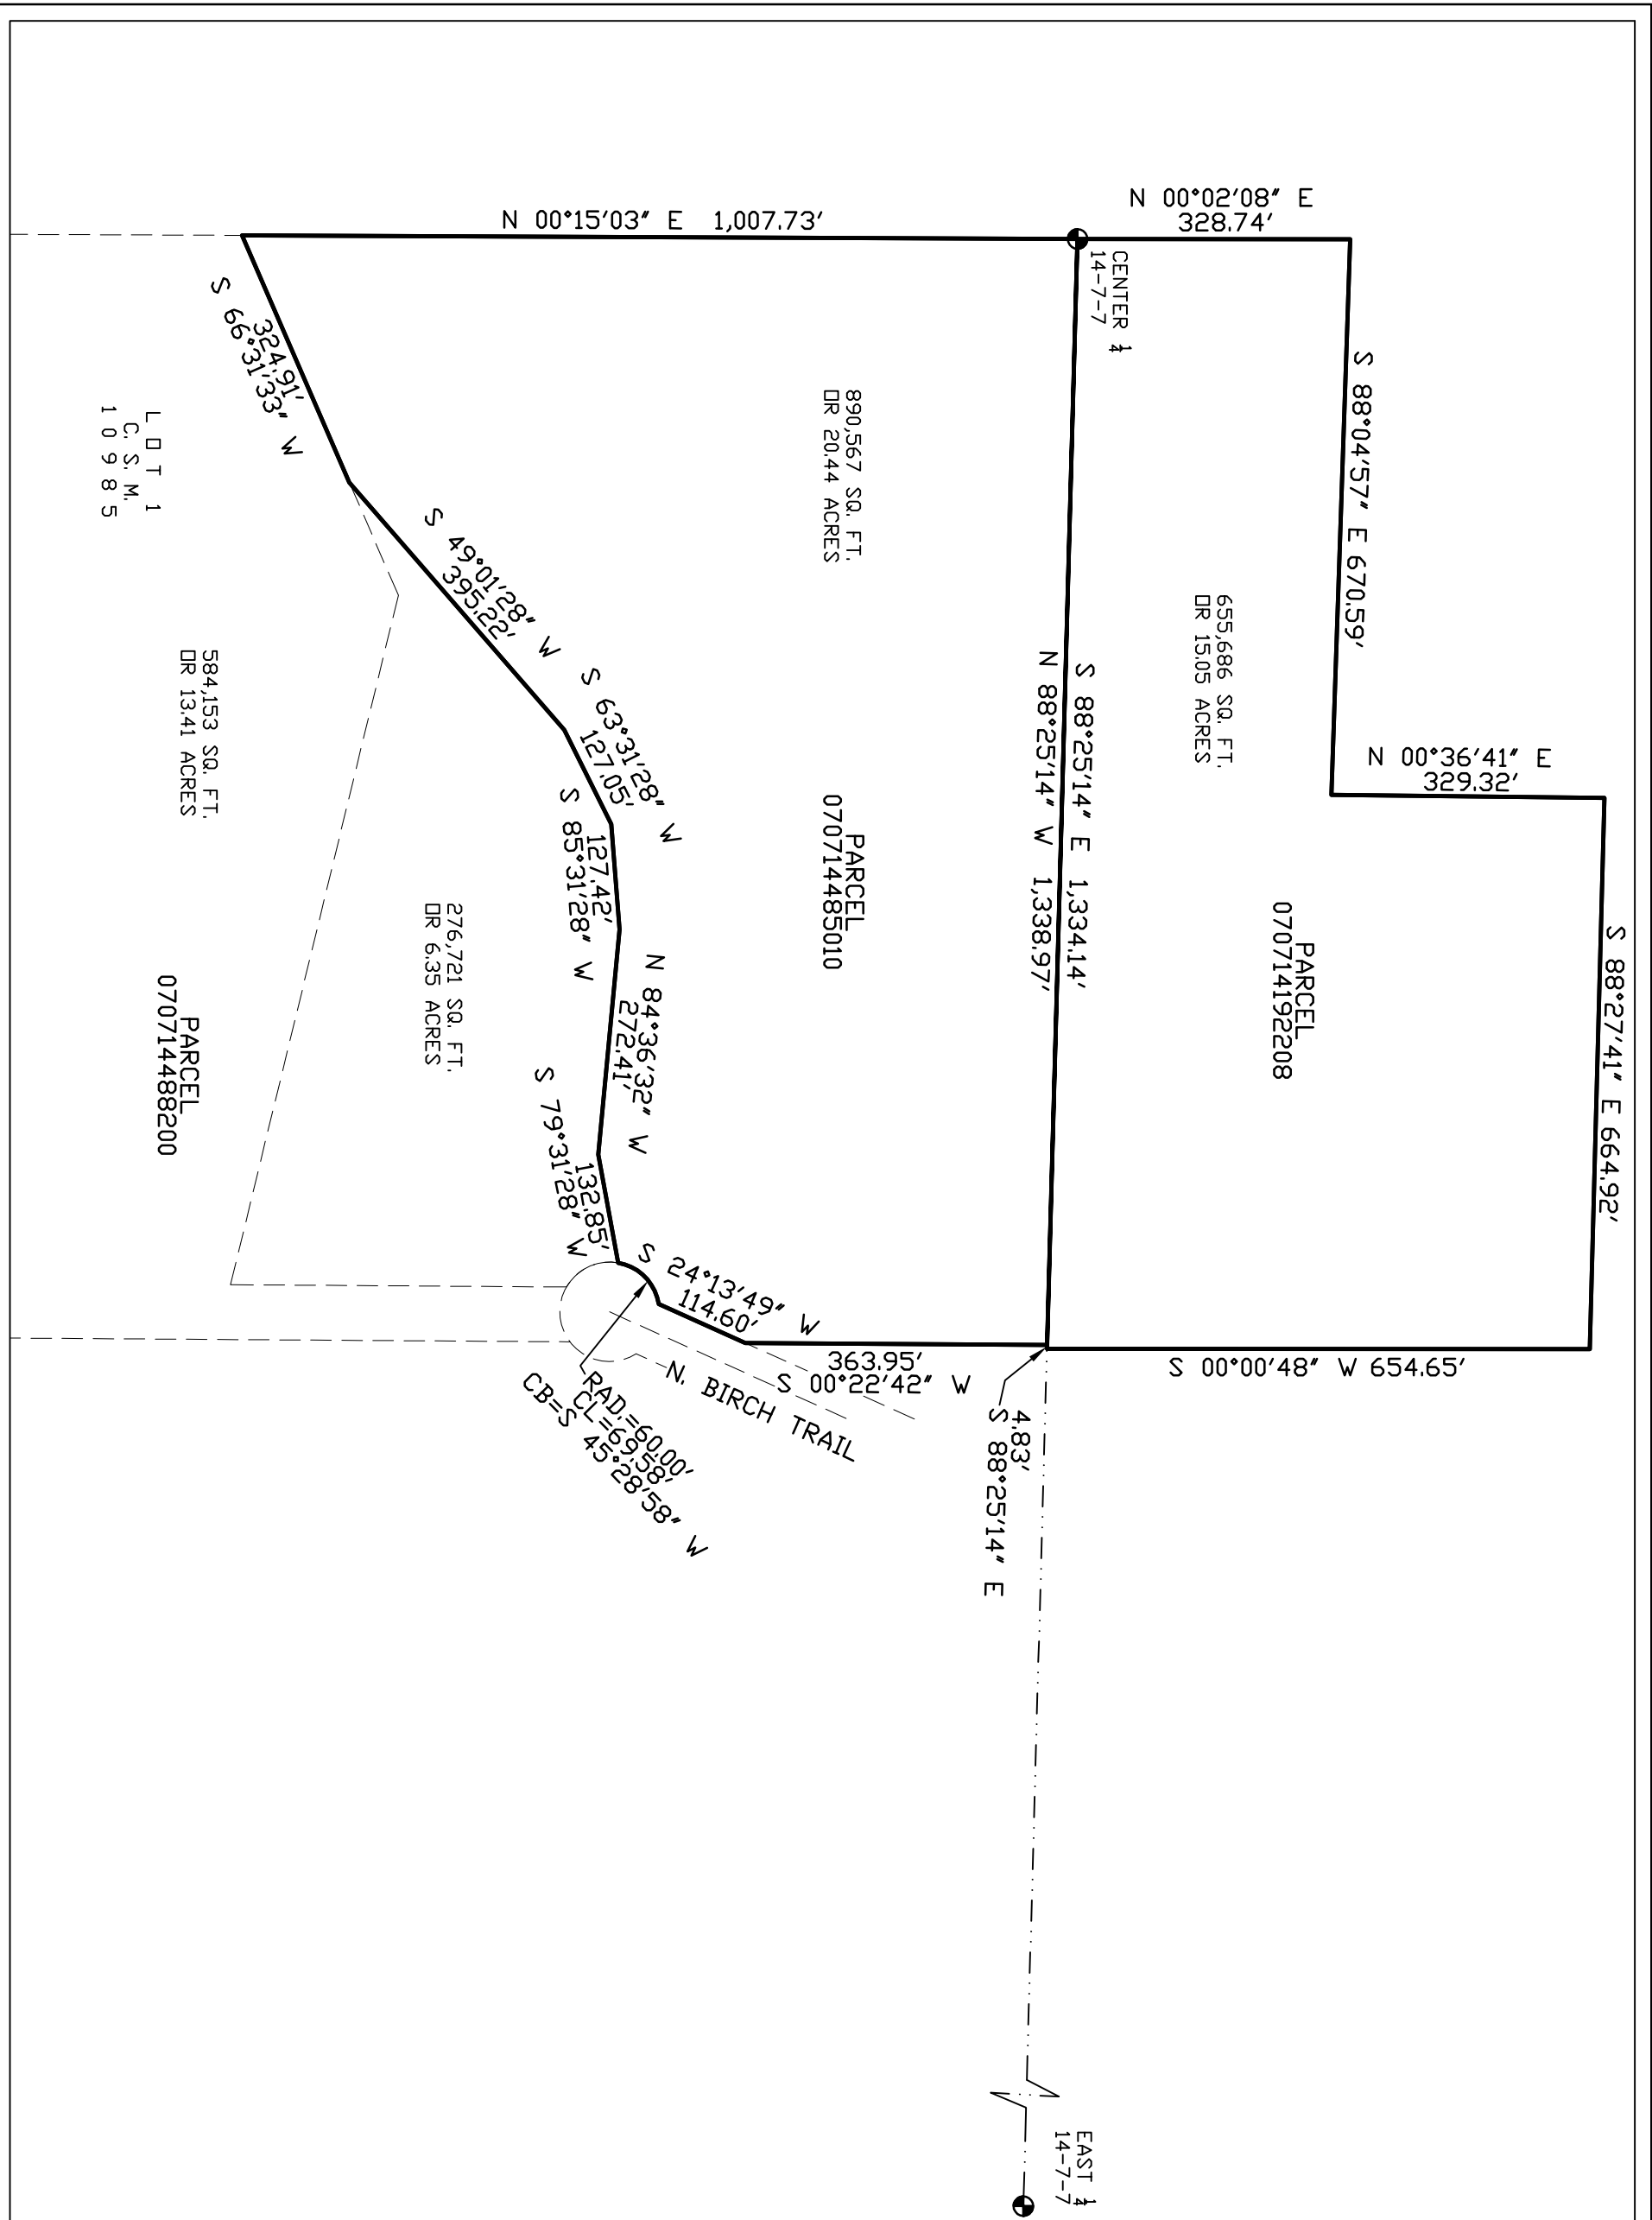 N 00°02'08" E
328.74'
N 00°15'03" E 1,007.73'
CENTER 1/4
14-7-7
S 88°04'57" E 670.59'
N 00°36'41" E
329.32'
S 88°27'41" E 664.92'
655,686 SQ. FT.
OR 15.05 ACRES
PARCEL
070714192208
S 00°00'48" W 654.65'
S 88°25'14" E 1,334.14'
N 88°25'14" W 1,338.97'
4.83'
S 88°25'14" E
EAST 1/4
14-7-7
890,567 SQ. FT.
OR 20.44 ACRES
PARCEL
070714485010
363.95'
S 00°22'42" W
S 24°13'49" W
114.60'
N. BIRCH TRAIL
RAD.=60.00'
CL=69.58'
CB=S 45°28'58" W
132.85'
S 79°31'28" W
N 84°36'32" W
272.41'
127.42'
S 85°31'28" W
S 63°31'28" W
127.05'
S 49°01'28" W
395.22'
324.91'
S 66°31'33" W
276,721 SQ. FT.
OR 6.35 ACRES
584,153 SQ. FT.
OR 13.41 ACRES
PARCEL
070714488200
LOT 1
C. S. M.
10985